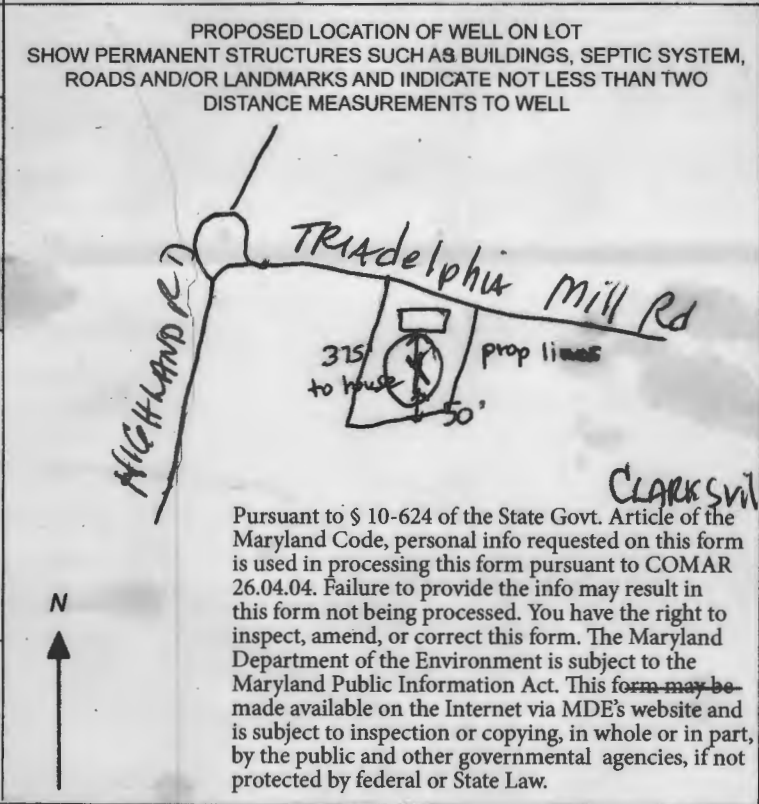 PROPOSED LOCATION OF WELL ON LOT
SHOW PERMANENT STRUCTURES SUCH AS BUILDINGS, SEPTIC SYSTEM,
ROADS AND/OR LANDMARKS AND INDICATE NOT LESS THAN TWO
DISTANCE MEASUREMENTS TO WELL
TRIAdelphiA Mill Rd
HIGHLAND RD
375'
to house
prop lines
50'
CLARKSvil
Pursuant to § 10-624 of the State Govt. Article of the
Maryland Code, personal info requested on this form
is used in processing this form pursuant to COMAR
26.04.04. Failure to provide the info may result in
this form not being processed. You have the right to
inspect, amend, or correct this form. The Maryland
Department of the Environment is subject to the
Maryland Public Information Act. This form may be
made available on the Internet via MDE's website and
is subject to inspection or copying, in whole or in part,
by the public and other governmental agencies, if not
protected by federal or State Law.
N